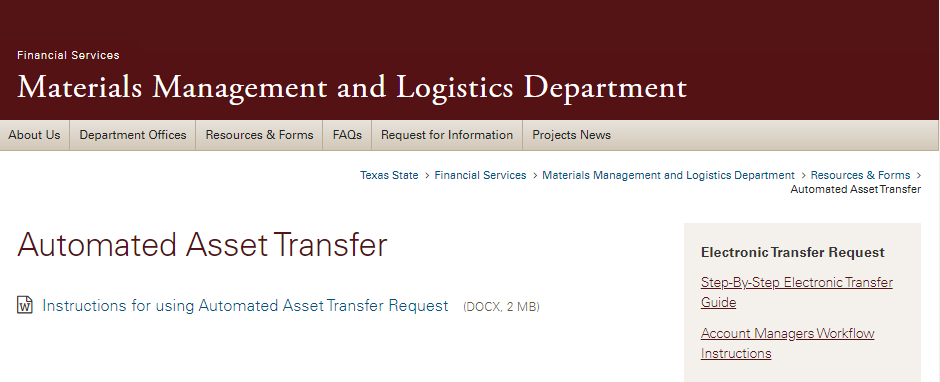 Financial Services
Materials Management and Logistics Department
About Us
Department Offices
Resources & Forms
FAQs
Request for Information
Projects News
Texas State > Financial Services > Materials Management and Logistics Department > Resources & Forms >
Automated Asset Transfer
Automated Asset Transfer
Instructions for using Automated Asset Transfer Request (DOCX, 2 MB)
Electronic Transfer Request
Step-By-Step Electronic Transfer
Guide
Account Managers Workflow
Instructions